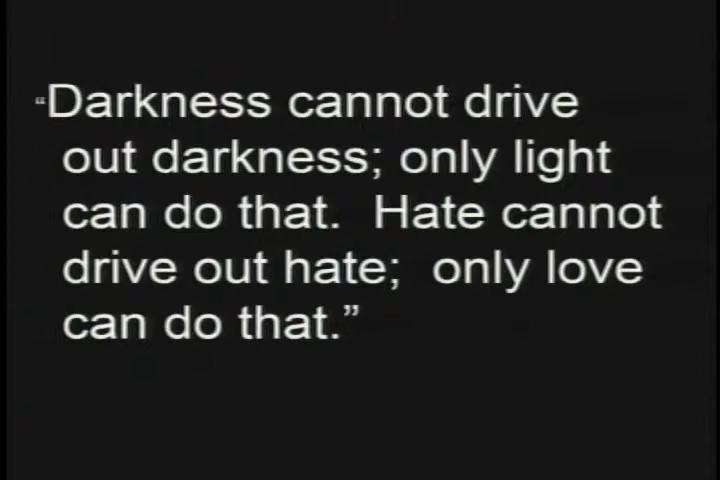 “Darkness cannot drive
out darkness; only light
can do that.  Hate cannot
drive out hate;  only love
can do that.”